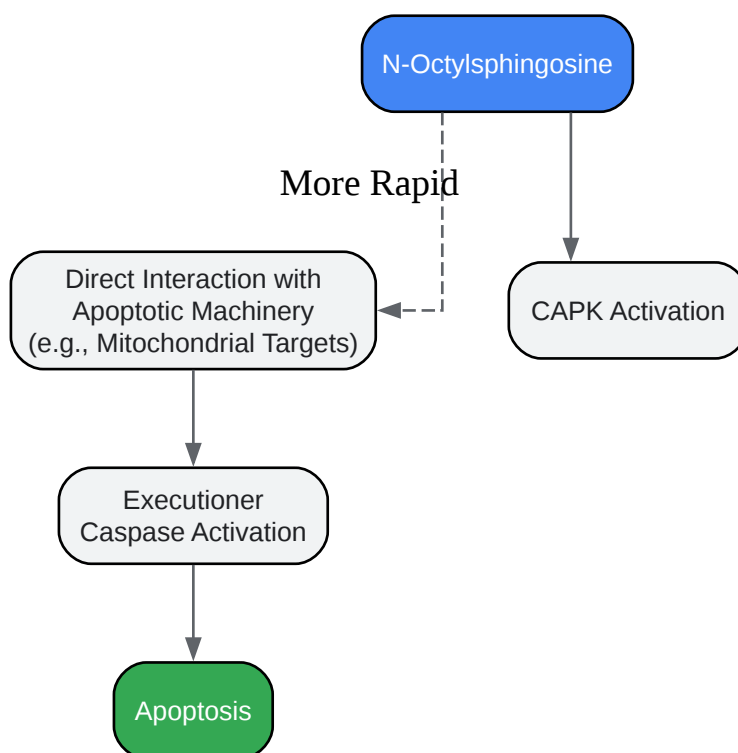 N-Octylsphingosine
More Rapid
Direct Interaction with
Apoptotic Machinery
(e.g., Mitochondrial Targets)
CAPK Activation
Executioner
Caspase Activation
Apoptosis